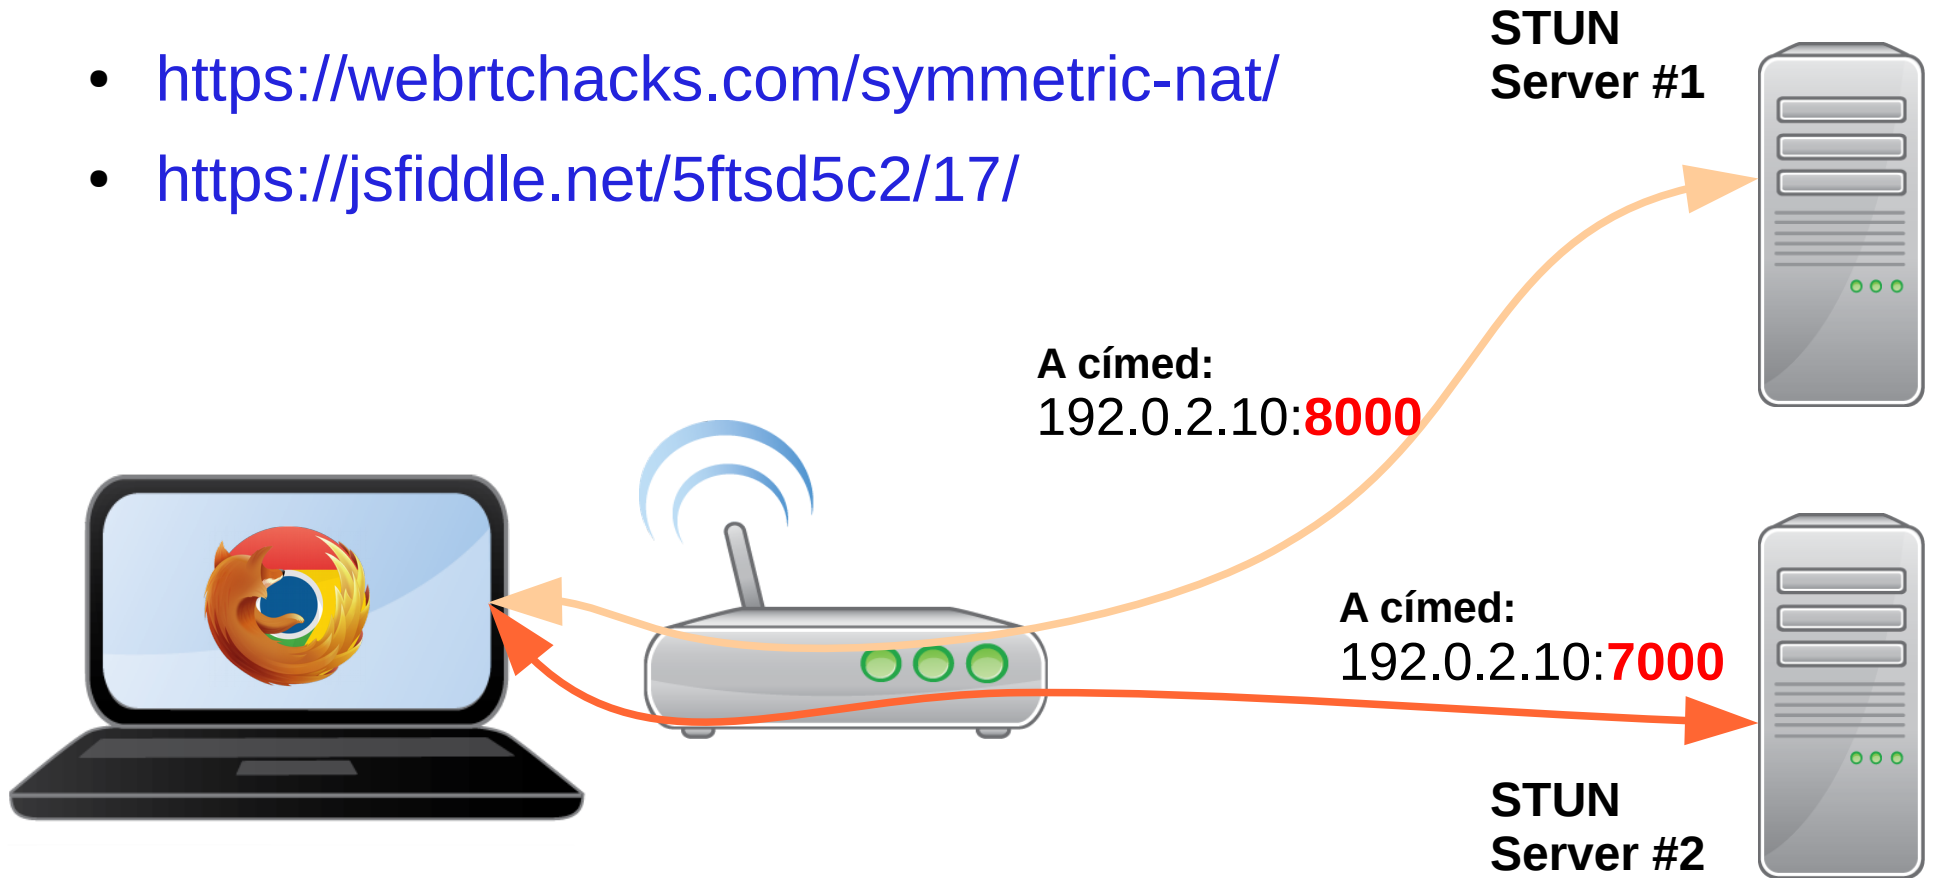 • https://webrtchacks.com/symmetric-nat/
• https://jsfiddle.net/5ftsd5c2/17/
STUN
Server #1
A címed:
192.0.2.10:8000
A címed:
192.0.2.10:7000
STUN
Server #2